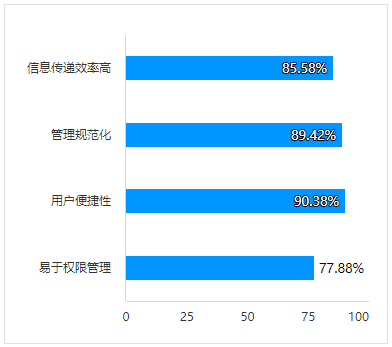 信息传递效率高 85.58%
管理规范化 89.42%
用户便捷性 90.38%
易于权限管理 77.88%
0 25 50 75 100